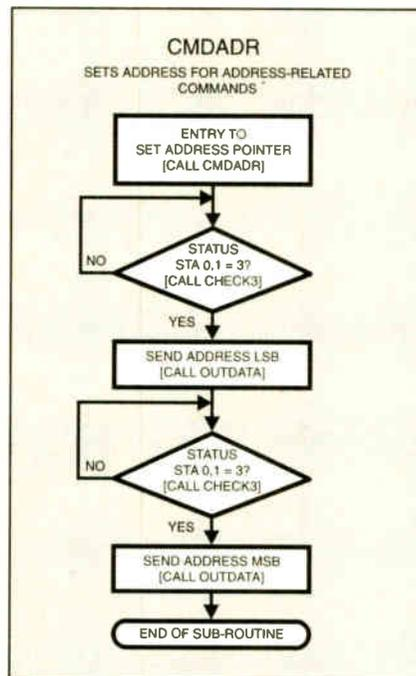 CMDADR
SETS ADDRESS FOR ADDRESS-RELATED
COMMANDS
ENTRY TO
SET ADDRESS POINTER
[CALL CMDADR]
STATUS
STA 0,1 = 3?
[CALL CHECK3]
NO
YES
SEND ADDRESS LSB
[CALL OUTDATA]
STATUS
STA 0,1 = 3?
[CALL CHECK3]
NO
YES
SEND ADDRESS MSB
[CALL OUTDATA]
END OF SUB-ROUTINE